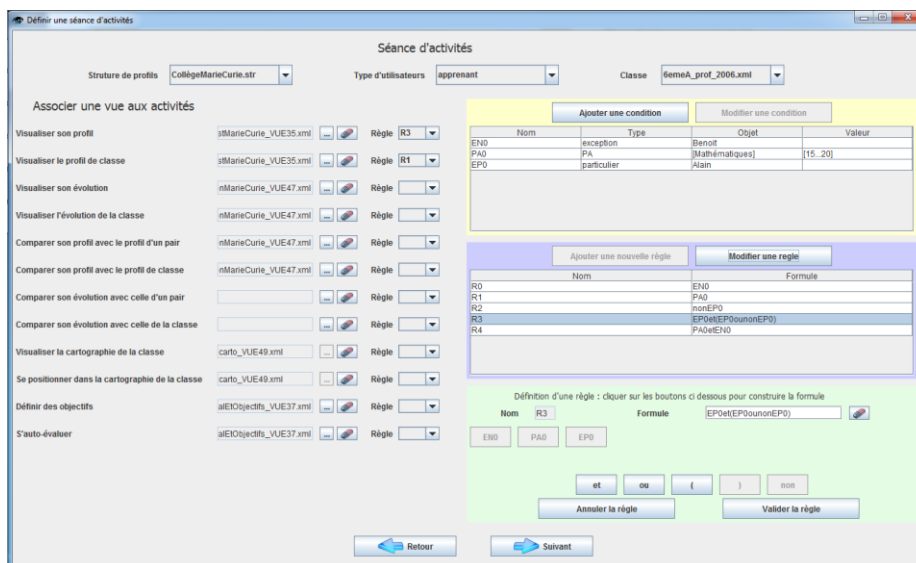 Définir une séance d'activités
Séance d'activités
Struture de profils CollègeMarieCurie.str Type d'utilisateurs apprenant Classe 6emeA_prof_2006.xml
Associer une vue aux activités
Visualiser son profil stMarieCurie_VUE35.xml ... Règle R3
Visualiser le profil de classe stMarieCurie_VUE35.xml ... Règle R1
Visualiser son évolution nMarieCurie_VUE47.xml ... Règle
Visualiser l'évolution de la classe nMarieCurie_VUE47.xml ... Règle
Comparer son profil avec le profil d'un pair nMarieCurie_VUE47.xml ... Règle
Comparer son profil avec le profil de classe nMarieCurie_VUE47.xml ... Règle
Comparer son évolution avec celle d'un pair ... Règle
Comparer son évolution avec celle de la classe ... Règle
Visualiser la cartographie de la classe carto_VUE49.xml ... Règle
Se positionner dans la cartographie de la classe carto_VUE49.xml ... Règle
Définir des objectifs alEtObjectifs_VUE37.xml ... Règle
S'auto-évaluer alEtObjectifs_VUE37.xml ... Règle
Ajouter une condition Modifier une condition
Nom Type Objet Valeur
EN0 exception Benoit
PA0 PA [Mathématiques] [15...20]
EP0 particulier Alain
Ajouter une nouvelle règle Modifier une regle
Nom Formule
R0 EN0
R1 PA0
R2 nonEP0
R3 EP0et(EP0ounonEP0)
R4 PA0etEN0
Définition d'une règle : cliquer sur les boutons ci dessous pour construire la formule
Nom R3 Formule EP0et(EP0ounonEP0)
EN0 PA0 EP0
et ou ( ) non
Annuler la règle Valider la règle
Retour Suivant